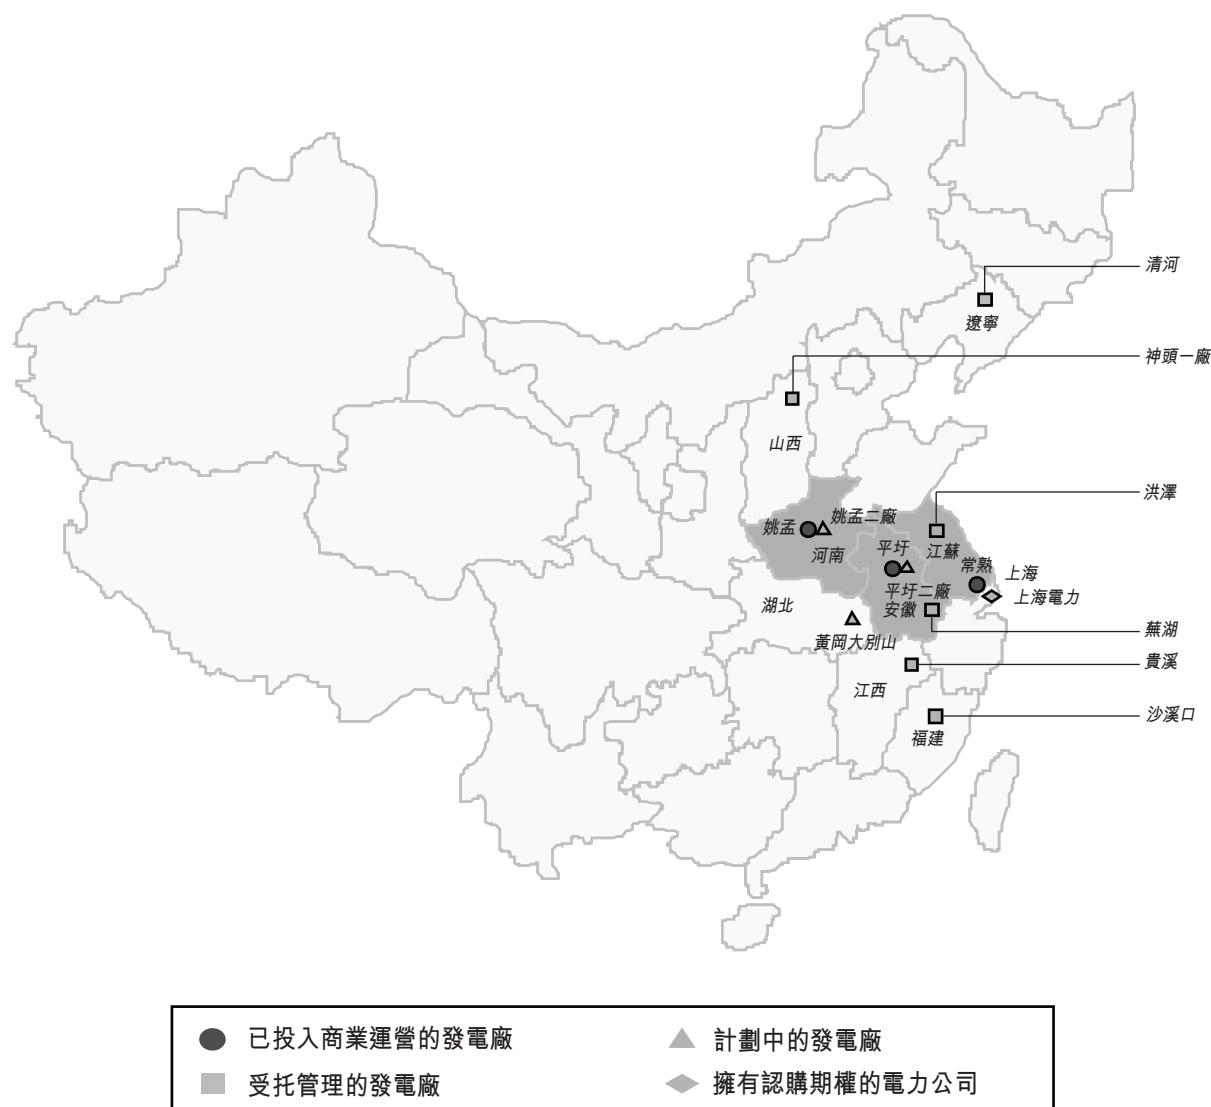 清河
遼寧
神頭一廠
山西
洪澤
姚孟二廠
姚孟
河南
平圩
江蘇
常熟
上海
平圩二廠
上海電力
湖北
安徽
蕪湖
黃岡大別山
貴溪
江西
沙溪口
福建
已投入商業運營的發電廠
計劃中的發電廠
受托管理的發電廠
擁有認購期權的電力公司